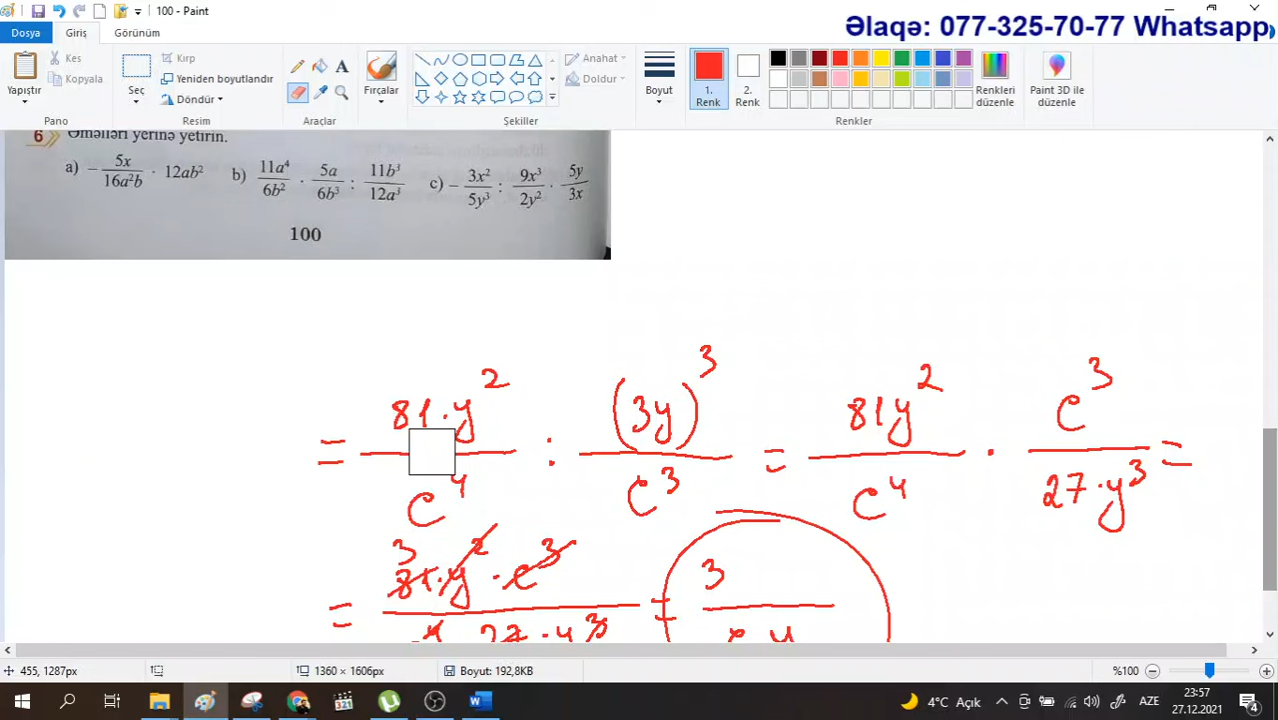 100 - Paint
Əlaqə: 077-325-70-77 Whatsapp
Dosya Giriş Görünüm
Yapıştır
Kes
Kopyala
Pano
Seç
Kırp
Yeniden boyutlandır
Döndür
Resim
A
Araçlar
Fırçalar
Şekiller
Anahat
Doldur
Boyut
1. Renk
2. Renk
Renkler
Renkleri düzenle
Paint 3D ile düzenle
6 Əməlləri yerinə yetirin.
a) - 5x/16a²b · 12ab² b) 11a⁴/6b² · 5a/6b³ : 11b³/12a³ c) - 3x²/5y³ : 9x³/2y² · 5y/3x
100
= 81·y²/c⁴ : (3y)³/c³ = 81y²/c⁴ · c³/27·y³ =
455, 1287px
1360 × 1606px
Boyut: 192,8KB
%100
4°C Açık
AZE
23:57
27.12.2021
4